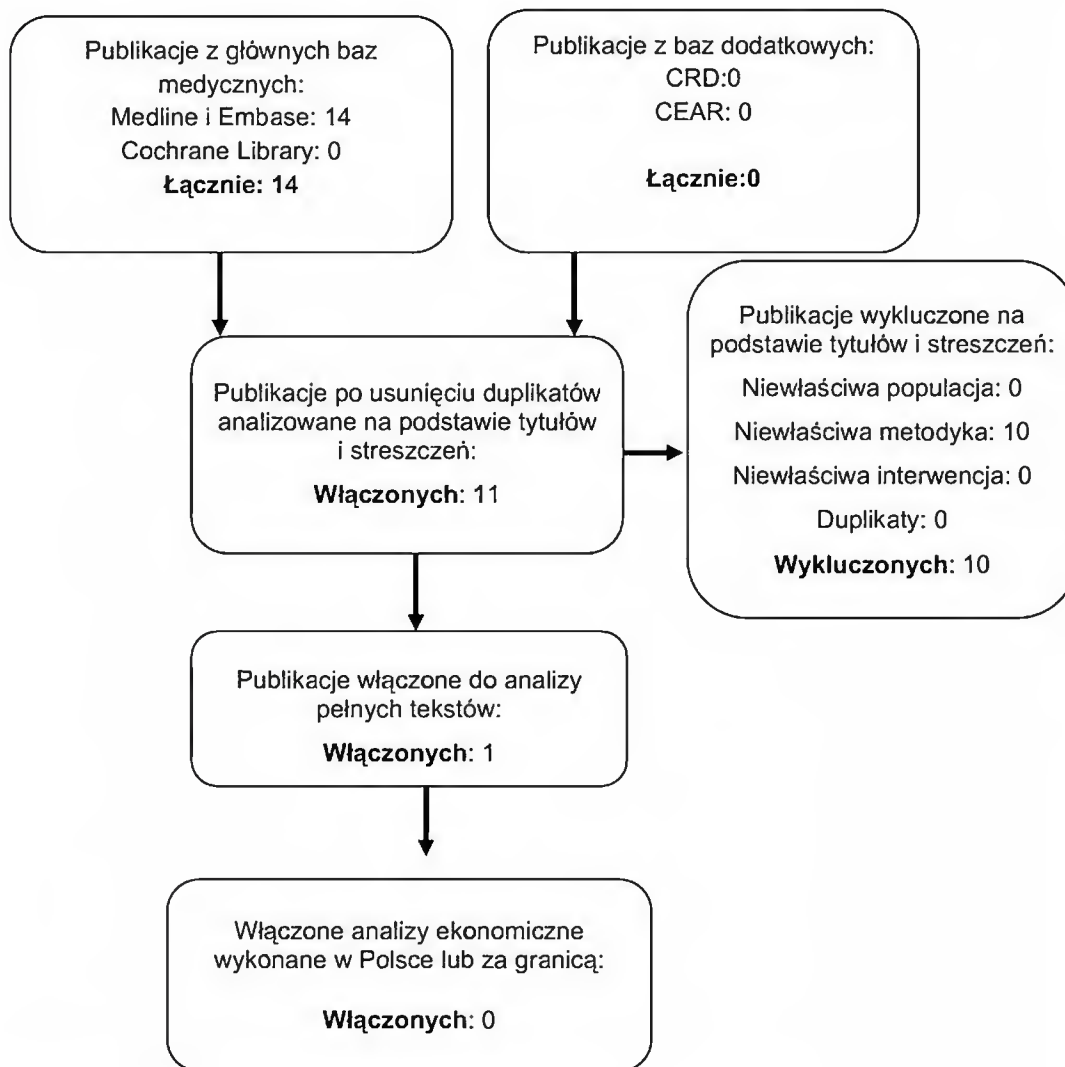 Publikacje z głównych baz
medycznych:
Medline i Embase: 14
Cochrane Library: 0
Łącznie: 14
Publikacje z baz dodatkowych:
CRD:0
CEAR: 0
Łącznie:0
Publikacje po usunięciu duplikatów
analizowane na podstawie tytułów
i streszczeń:
Włączonych: 11
Publikacje wykluczone na
podstawie tytułów i streszczeń:
Niewłaściwa populacja: 0
Niewłaściwa metodyka: 10
Niewłaściwa interwencja: 0
Duplikaty: 0
Wykluczonych: 10
Publikacje włączone do analizy
pełnych tekstów:
Włączonych: 1
Włączone analizy ekonomiczne
wykonane w Polsce lub za granicą:
Włączonych: 0